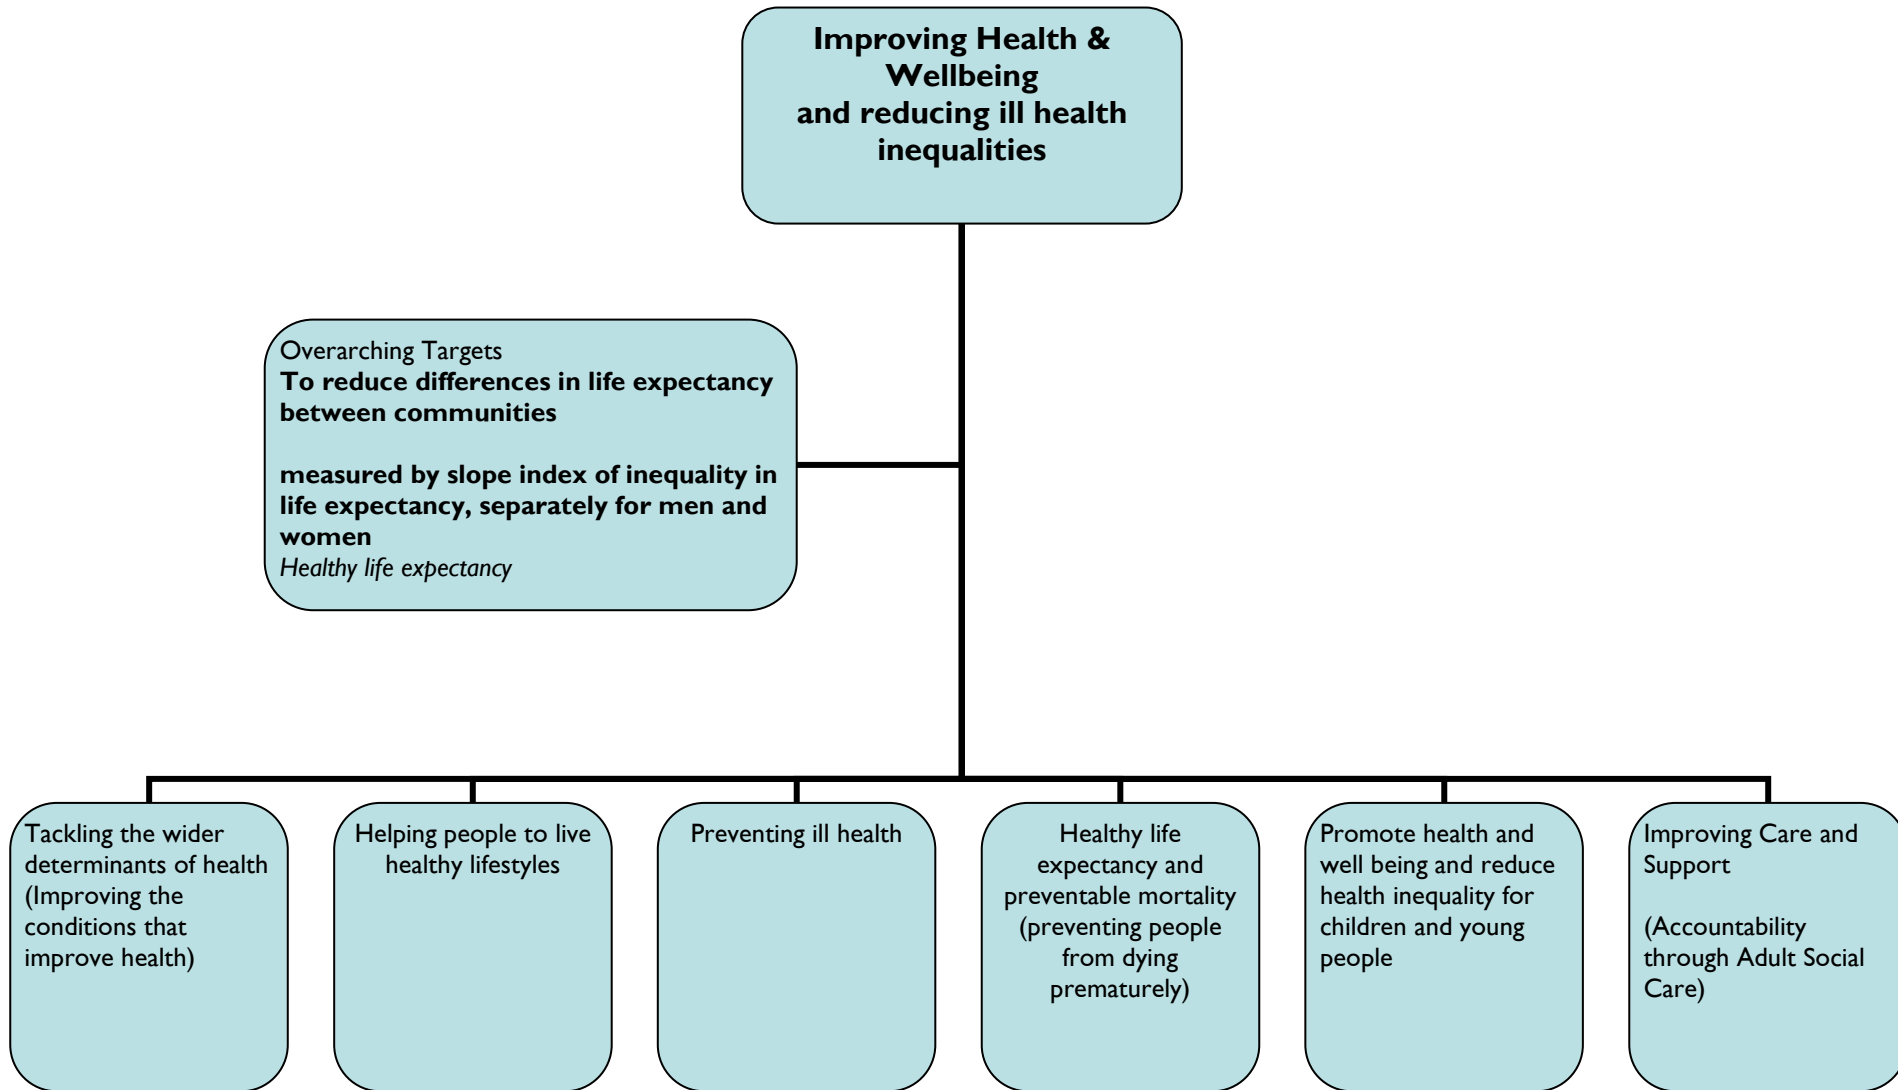 Improving Health &
Wellbeing
and reducing ill health
inequalities
Overarching Targets
To reduce differences in life expectancy
between communities
measured by slope index of inequality in
life expectancy, separately for men and
women
Healthy life expectancy
Tackling the wider
determinants of health
(Improving the
conditions that
improve health)
Helping people to live
healthy lifestyles
Preventing ill health
Healthy life
expectancy and
preventable mortality
(preventing people
from dying
prematurely)
Promote health and
well being and reduce
health inequality for
children and young
people
Improving Care and
Support
(Accountability
through Adult Social
Care)